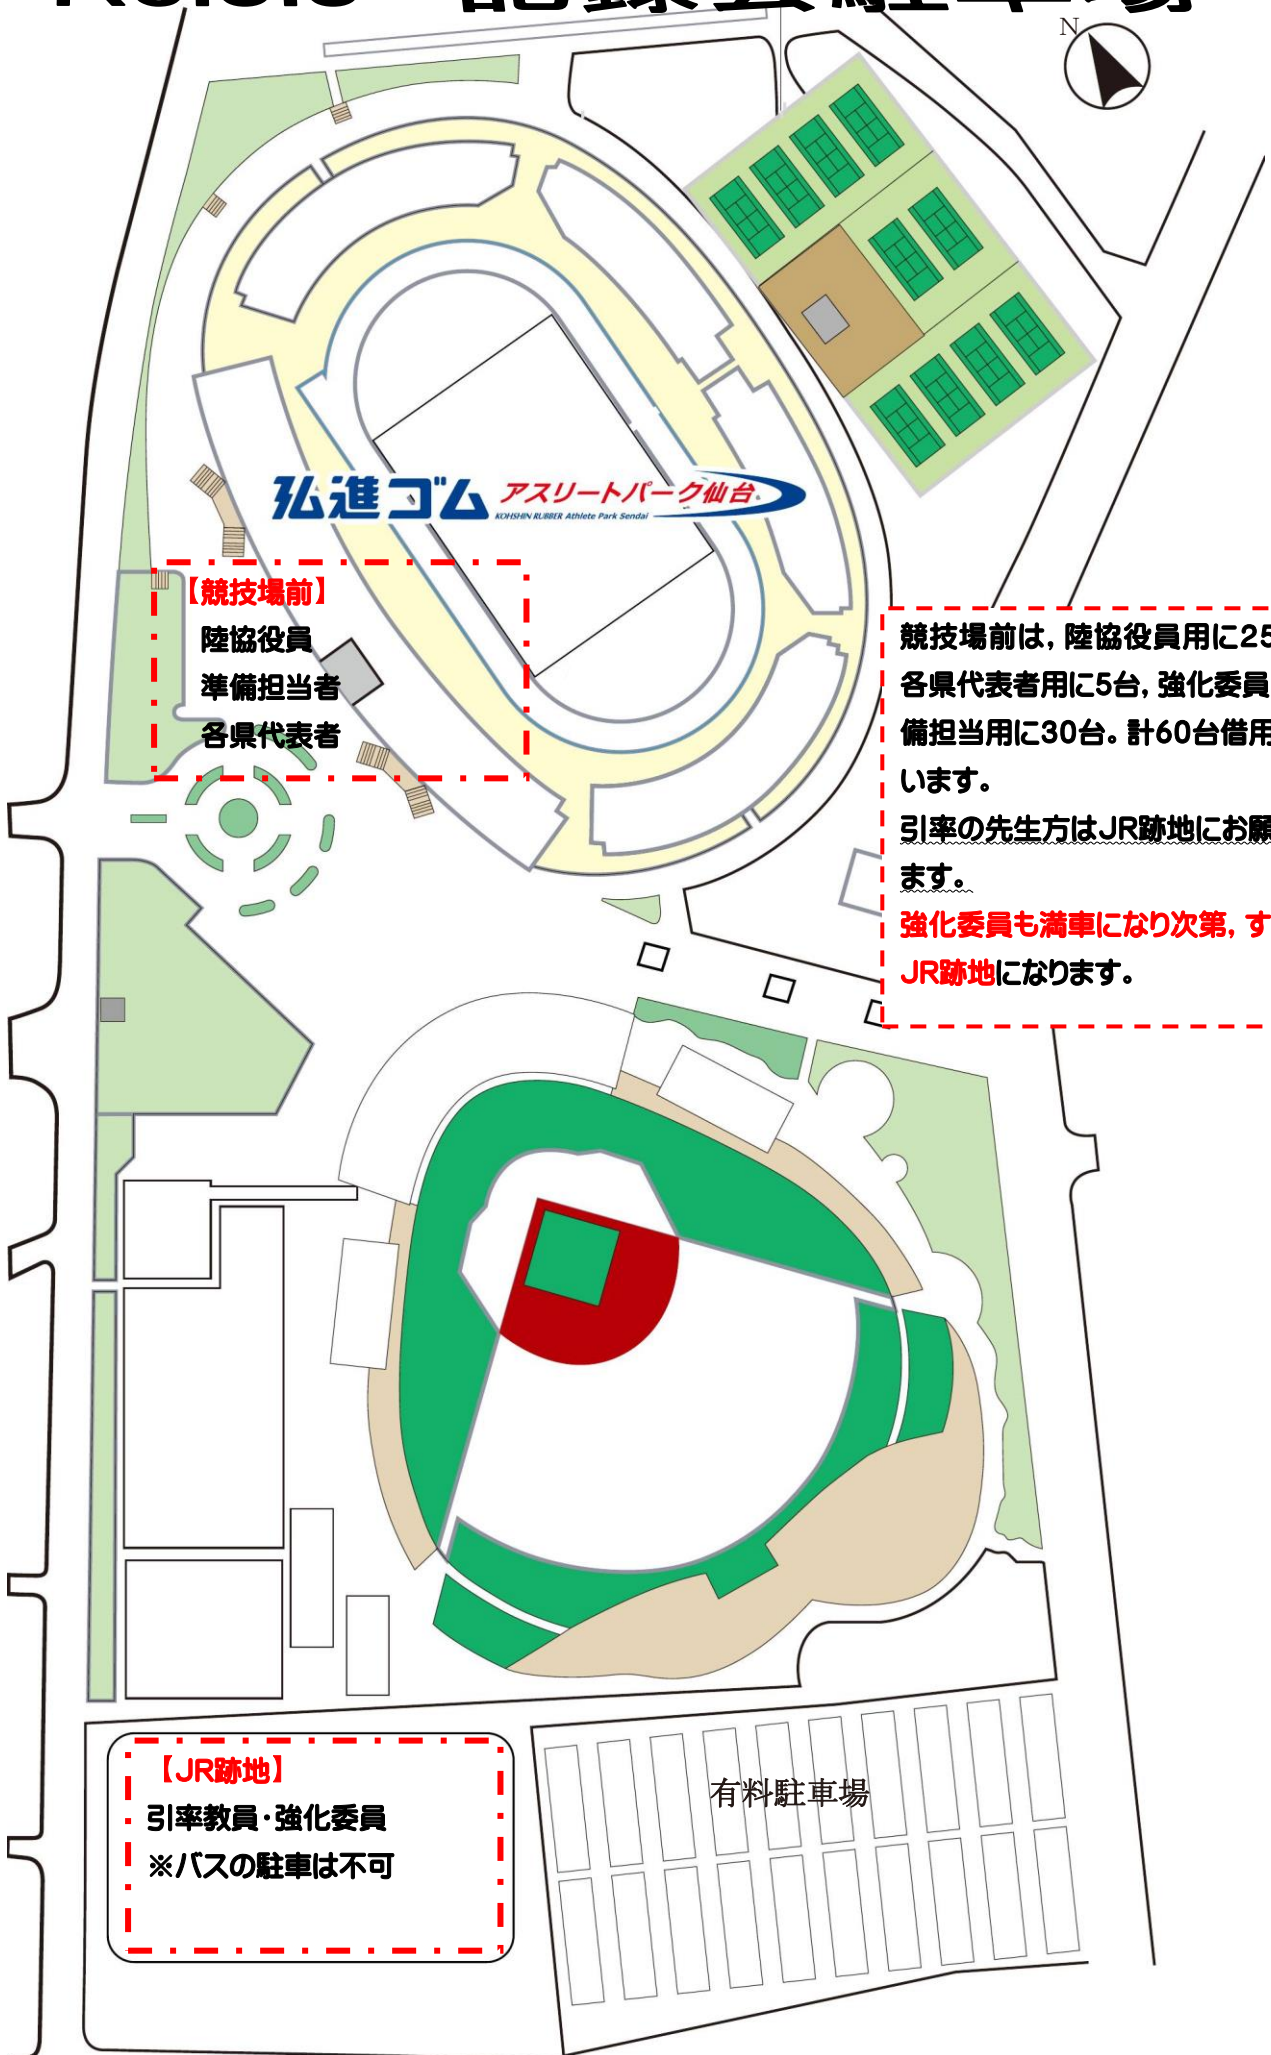 記録会駐車場
N
弘進ゴム アスリートパーク仙台
KOHSHIN RUBBER Athlete Park Sendai
【競技場前】
陸協役員
準備担当者
各県代表者
競技場前は，陸協役員用に25
各県代表者用に5台，強化委員
備担当用に30台。計60台借用
います。
引率の先生方はJR跡地にお願
ます。
強化委員も満車になり次第，す
JR跡地になります。
【JR跡地】
引率教員・強化委員
※バスの駐車は不可
有料駐車場